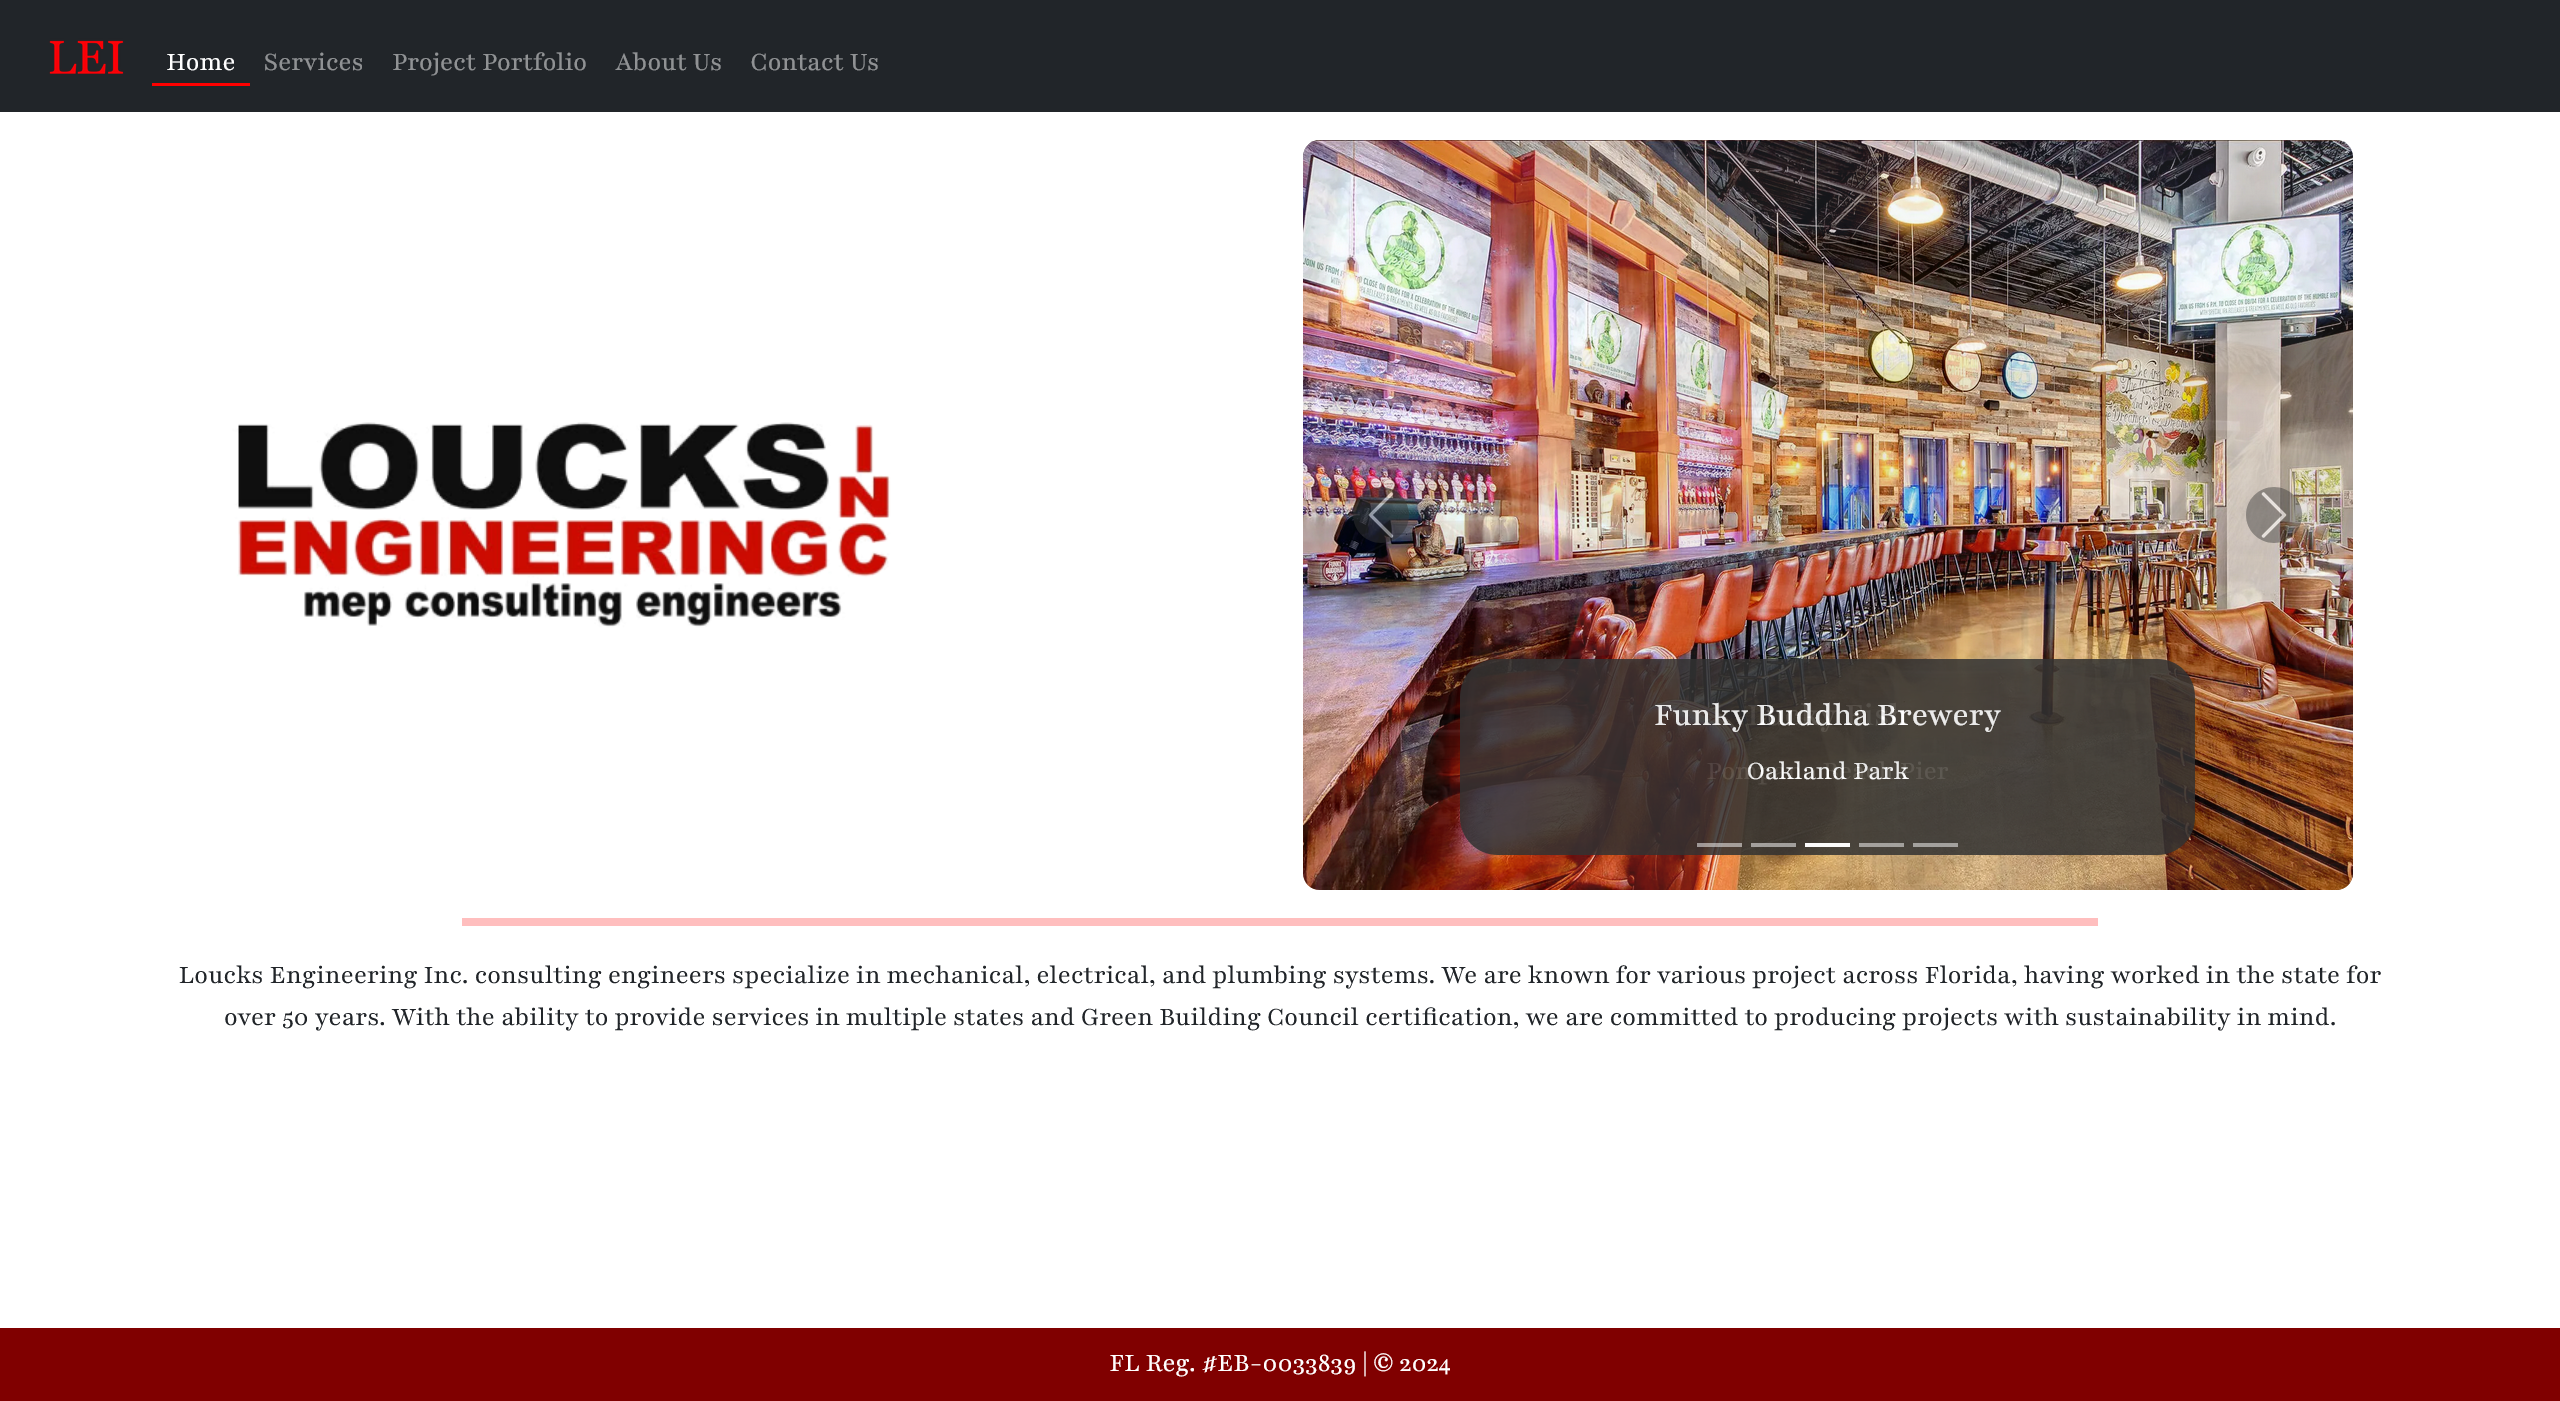 LEI Home Services Project Portfolio About Us Contact Us
LOUCKS INC
ENGINEERING
mep consulting engineers
Funky Buddha Brewery
Oakland Park
Loucks Engineering Inc. consulting engineers specialize in mechanical, electrical, and plumbing systems. We are known for various project across Florida, having worked in the state for
over 50 years. With the ability to provide services in multiple states and Green Building Council certification, we are committed to producing projects with sustainability in mind.
FL Reg. #EB-0033839 | © 2024